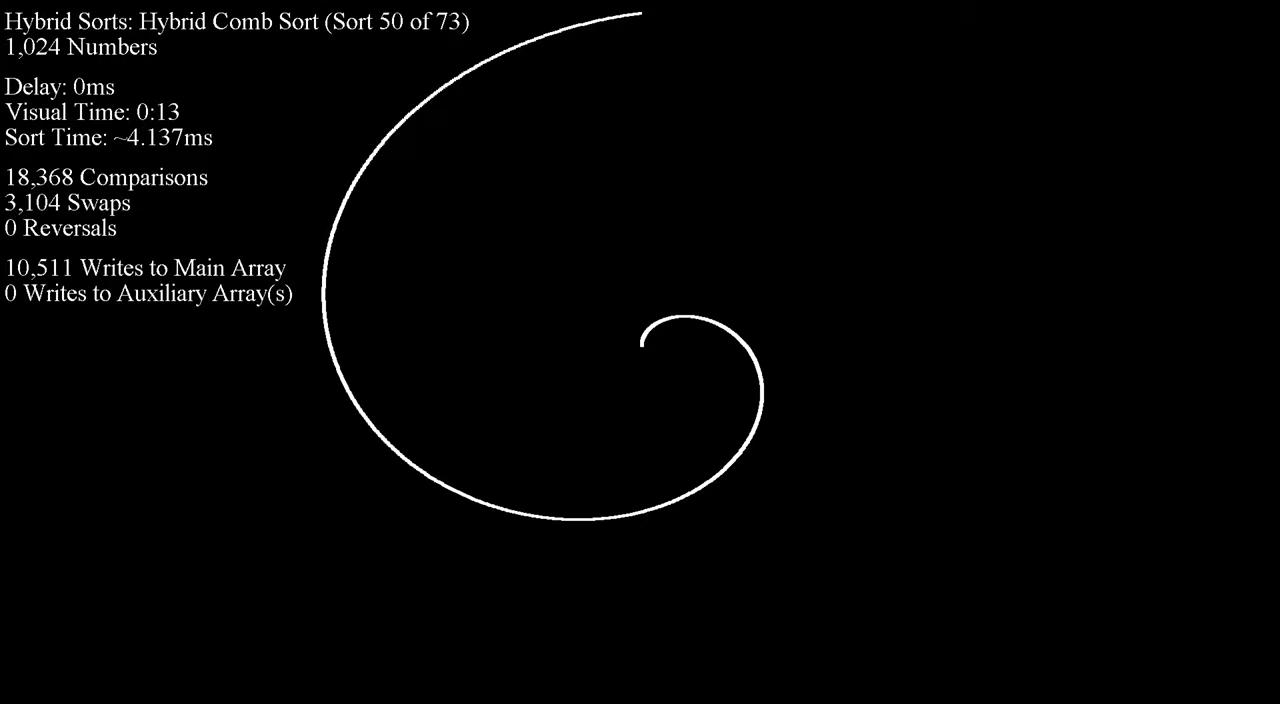 Hybrid Sorts: Hybrid Comb Sort (Sort 50 of 73)
1,024 Numbers
Delay: 0ms
Visual Time: 0:13
Sort Time: ~4.137ms
18,368 Comparisons
3,104 Swaps
0 Reversals
10,511 Writes to Main Array
0 Writes to Auxiliary Array(s)